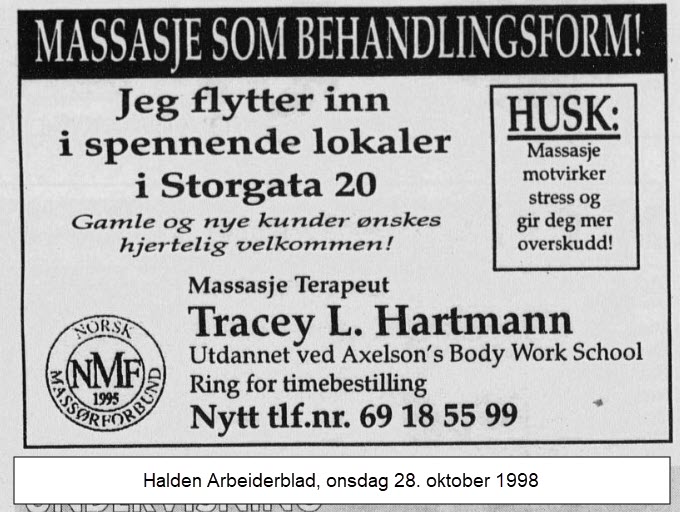 MASSASJE SOM BEHANDLINGSFORM!
Jeg flytter inn
i spennende lokaler
i Storgata 20
Gamle og nye kunder ønskes
hjertelig velkommen!
HUSK:
Massasje
motvirker
stress og
gir deg mer
overskudd!
Massasje Terapeut
Tracey L. Hartmann
Utdannet ved Axelson's Body Work School
Ring for timebestilling
Nytt tlf.nr. 69 18 55 99
NORSK
NMF
1995
MASSØRFORBUND
Halden Arbeiderblad, onsdag 28. oktober 1998
UNDERVISNING